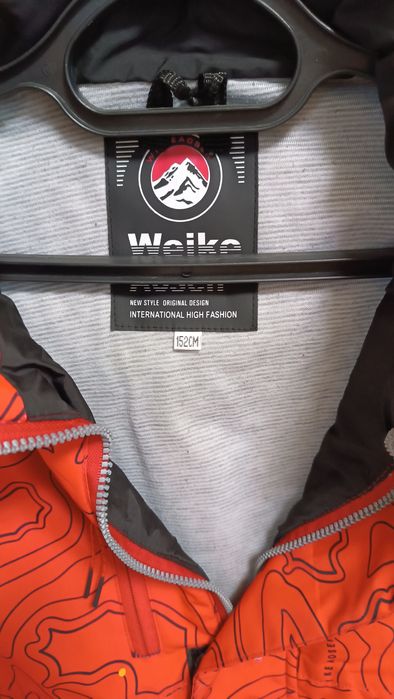 Weike
NEW STYLE ORIGINAL DESIGN
INTERNATIONAL HIGH FASHION
152CM